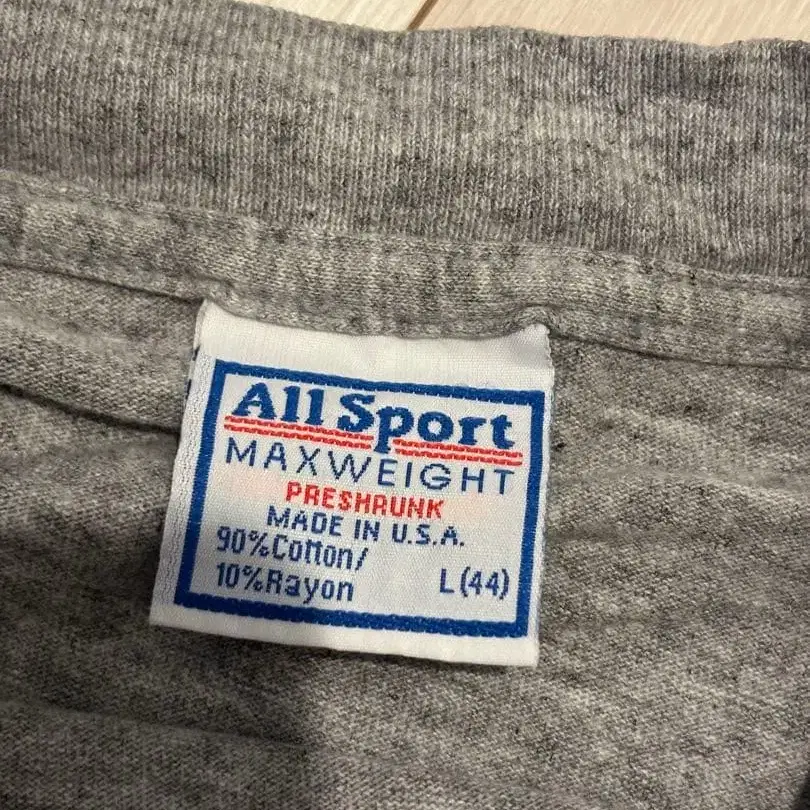 All Sport
MAXWEIGHT
PRESHRUNK
MADE IN U.S.A.
90%Cotton/
10%Rayon L(44)